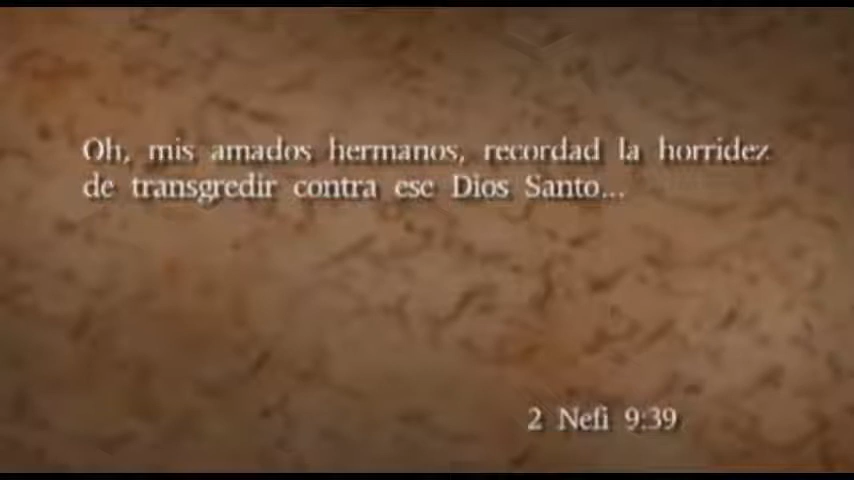 Oh, mis amados hermanos, recordad la horridez
de transgredir contra ese Dios Santo...
2 Nefi 9:39